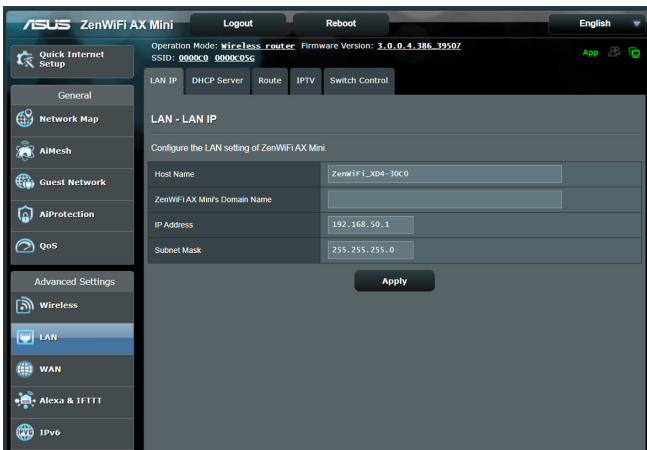 ASUS ZenWiFi AX Mini Logout Reboot English
Quick Internet Setup
Operation Mode: Wireless router Firmware Version: 3.0.0.4.386_39507
SSID: 0000C0 0000C05G
App
LAN IP DHCP Server Route IPTV Switch Control
General
Network Map
AiMesh
Guest Network
AiProtection
QoS
Advanced Settings
Wireless
LAN
WAN
Alexa & IFTTT
IPv6
LAN - LAN IP
Configure the LAN setting of ZenWiFi AX Mini.
Host Name ZenWiFi_XD4-30C0
ZenWiFi AX Mini's Domain Name
IP Address 192.168.50.1
Subnet Mask 255.255.255.0
Apply